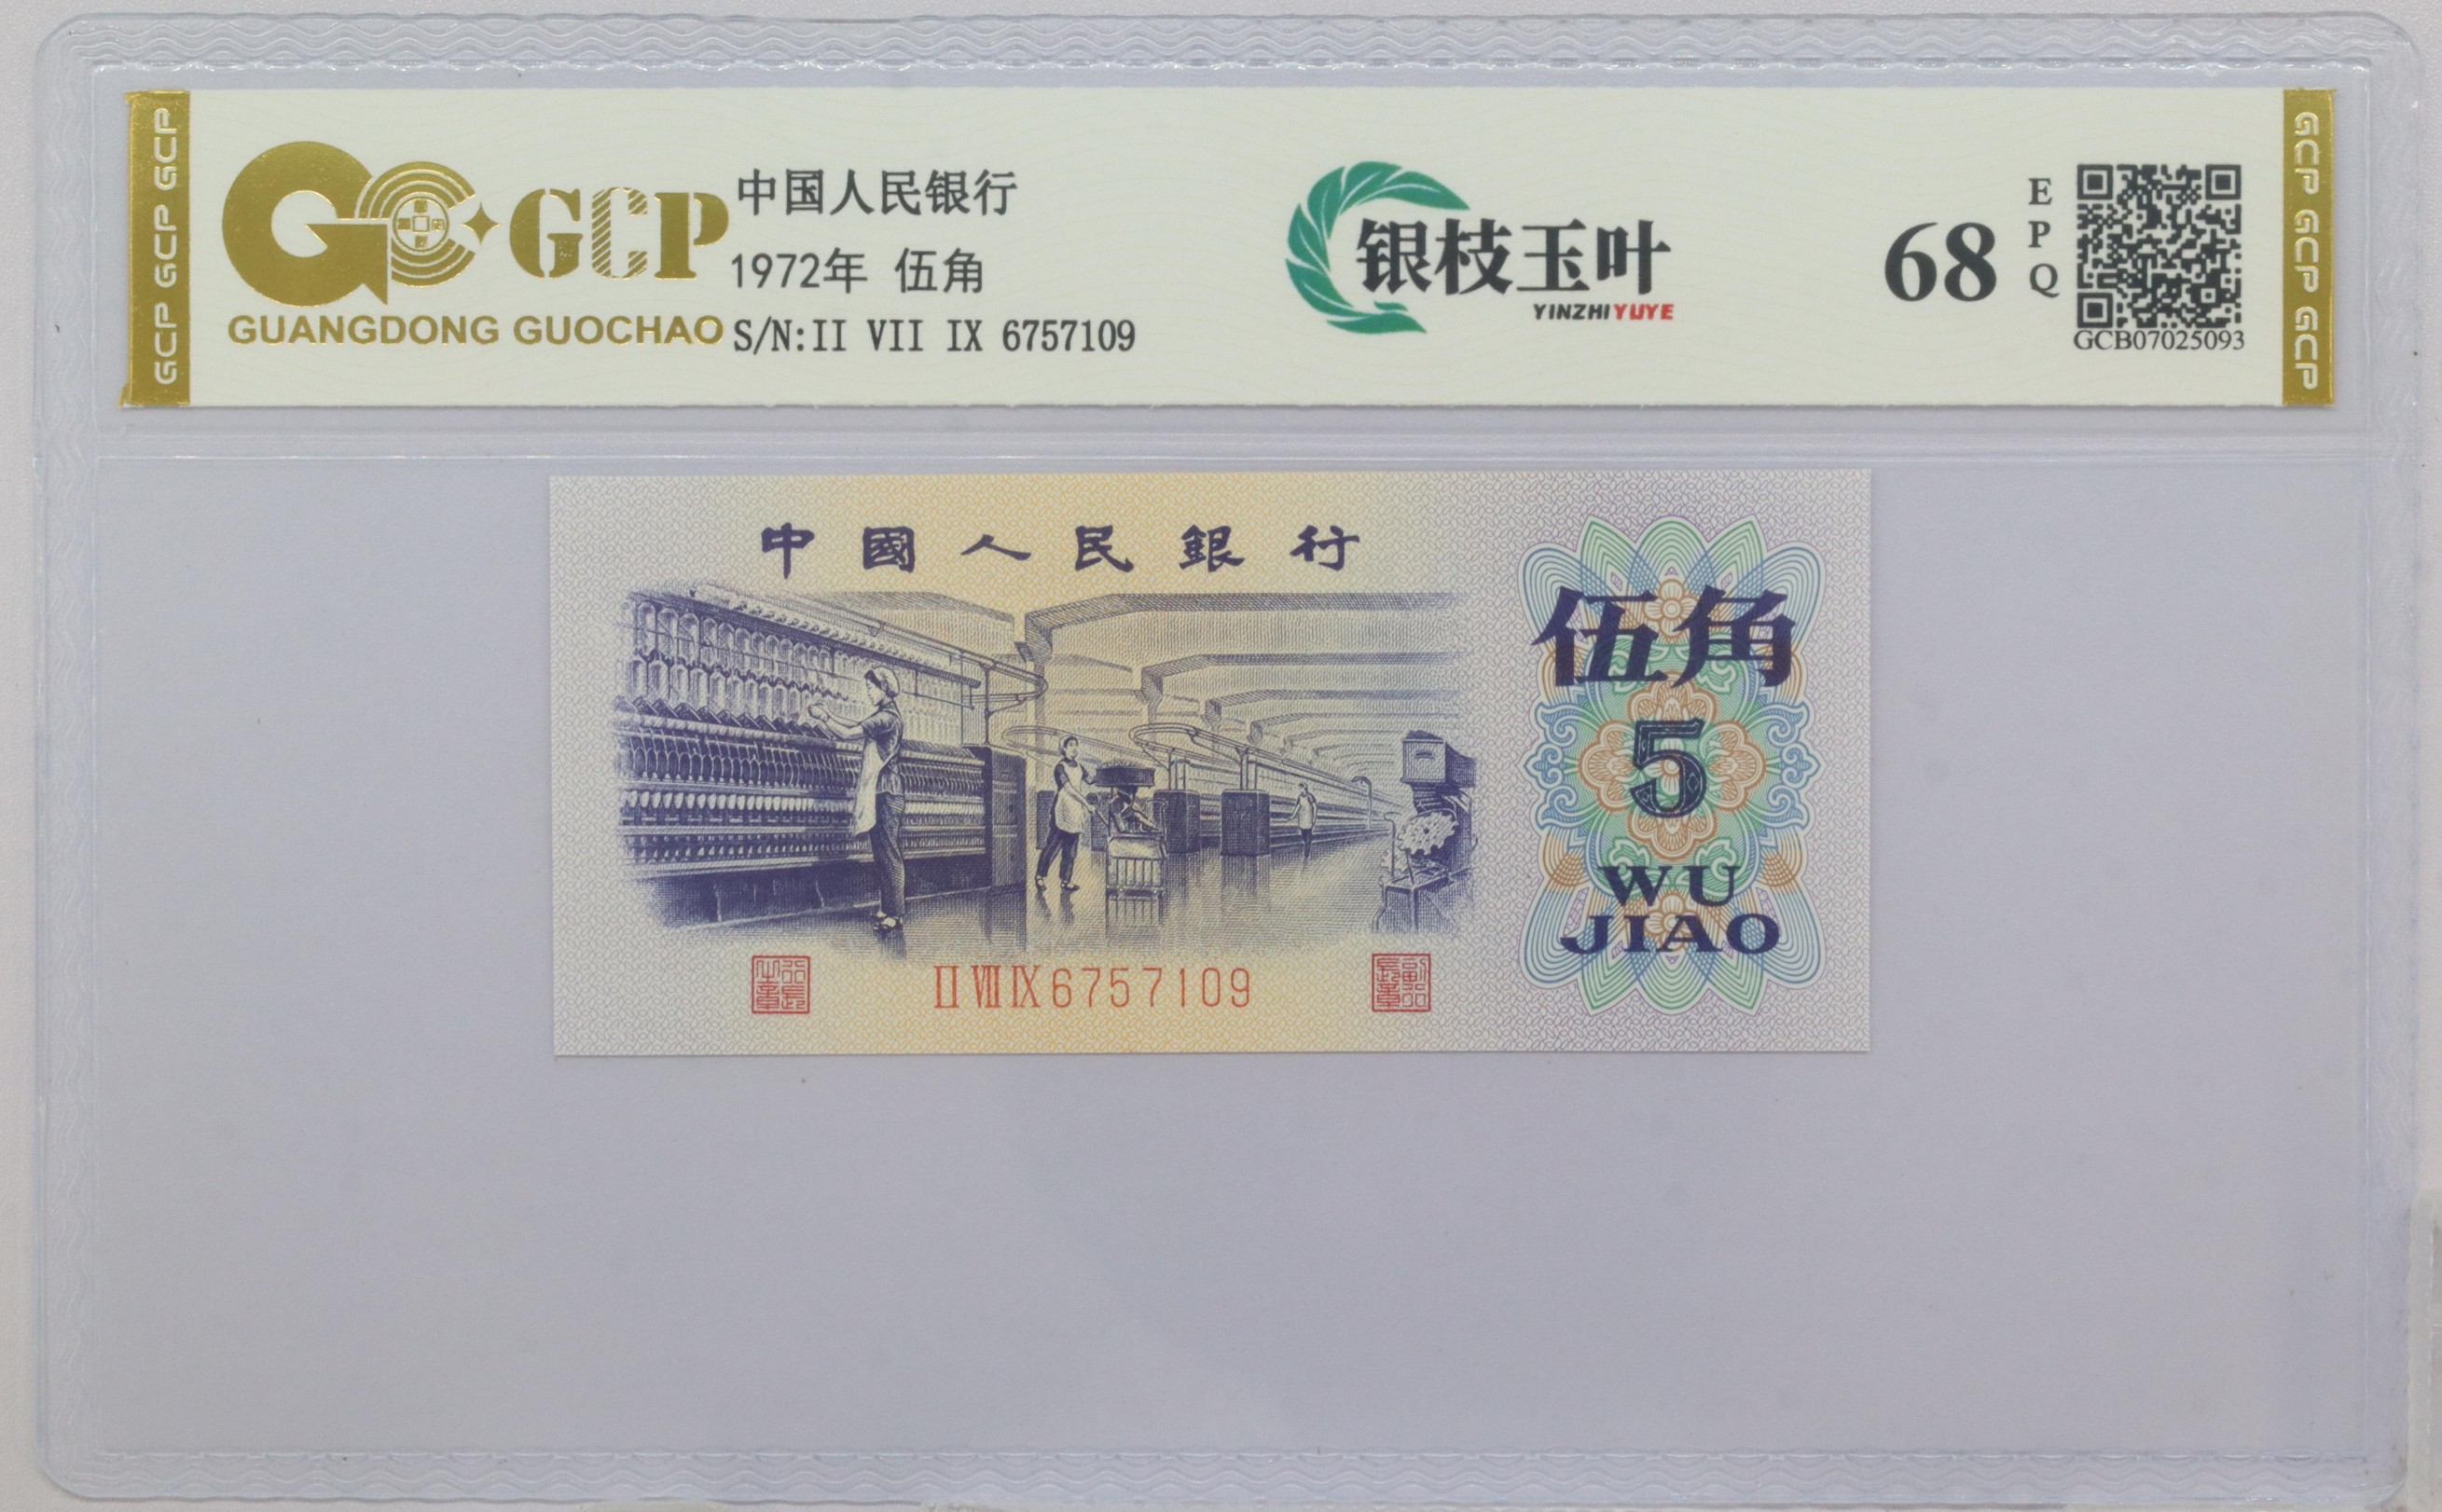 GCP GCP GCP
GCP
中国人民银行
1972年 伍角
GUANGDONG GUOCHAO
S/N:II VII IX 6757109
银枝玉叶
YINZHIYUYE
68
EPQ
GCB07025093
GCP GCP GCP
中國人民銀行
伍角
5
WU
JIAO
II VII IX 6757109